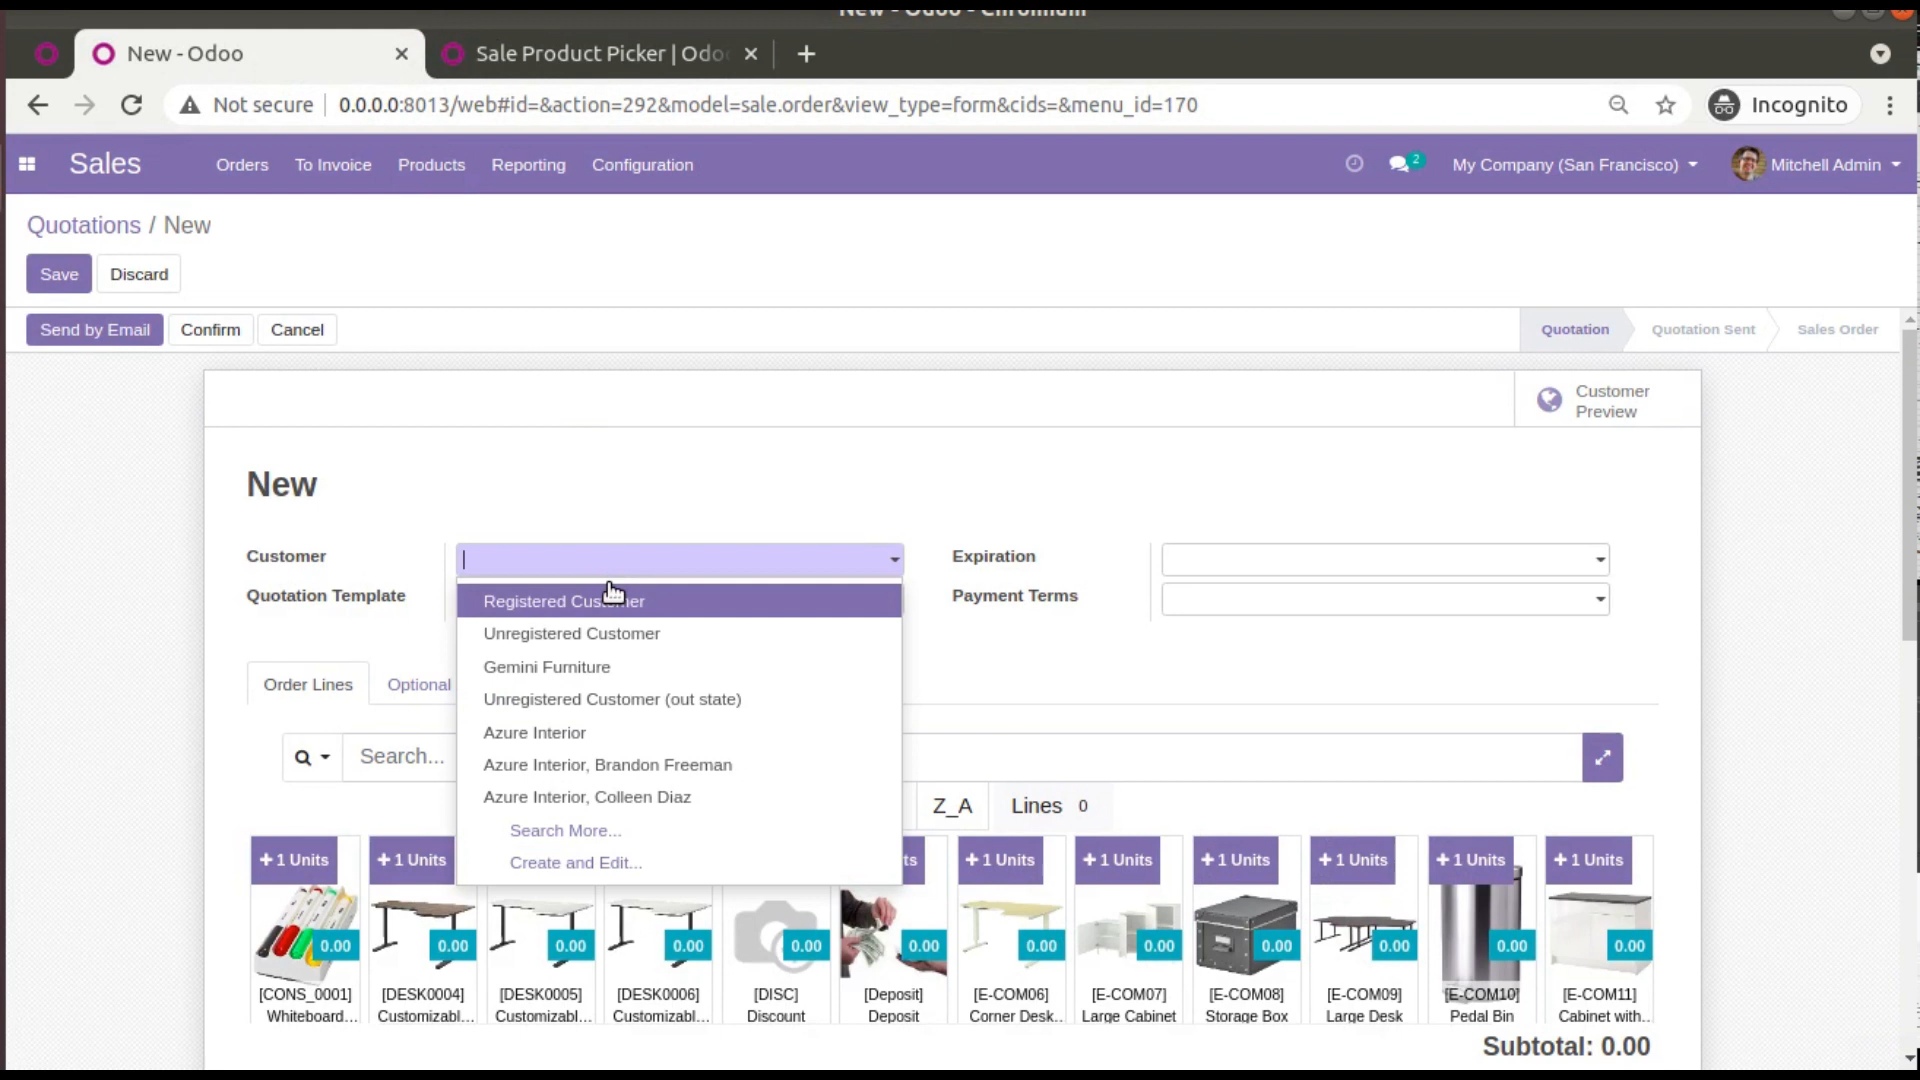 New - Odoo - Chromium
New - Odoo
Sale Product Picker | Odoo
Not secure
0.0.0.0:8013/web#id=&action=292&model=sale.order&view_type=form&cids=&menu_id=170
Incognito
Sales
Orders
To Invoice
Products
Reporting
Configuration
2
My Company (San Francisco)
Mitchell Admin
Quotations / New
Save
Discard
Send by Email
Confirm
Cancel
Quotation
Quotation Sent
Sales Order
Customer
Preview
New
Customer
Expiration
Quotation Template
Payment Terms
Registered Customer
Unregistered Customer
Gemini Furniture
Unregistered Customer (out state)
Azure Interior
Azure Interior, Brandon Freeman
Azure Interior, Colleen Diaz
Search More...
Create and Edit...
Order Lines
Optional
Search...
Z_A
Lines 0
+ 1 Units
+ 1 Units
ts
+ 1 Units
+ 1 Units
+ 1 Units
+ 1 Units
+ 1 Units
+ 1 Units
0.00
0.00
0.00
0.00
0.00
0.00
0.00
0.00
0.00
0.00
0.00
0.00
[CONS_0001]
Whiteboard...
[DESK0004]
Customizabl...
[DESK0005]
Customizabl...
[DESK0006]
Customizabl...
[DISC]
Discount
[Deposit]
Deposit
[E-COM06]
Corner Desk...
[E-COM07]
Large Cabinet
[E-COM08]
Storage Box
[E-COM09]
Large Desk
[E-COM10]
Pedal Bin
[E-COM11]
Cabinet with...
Subtotal: 0.00